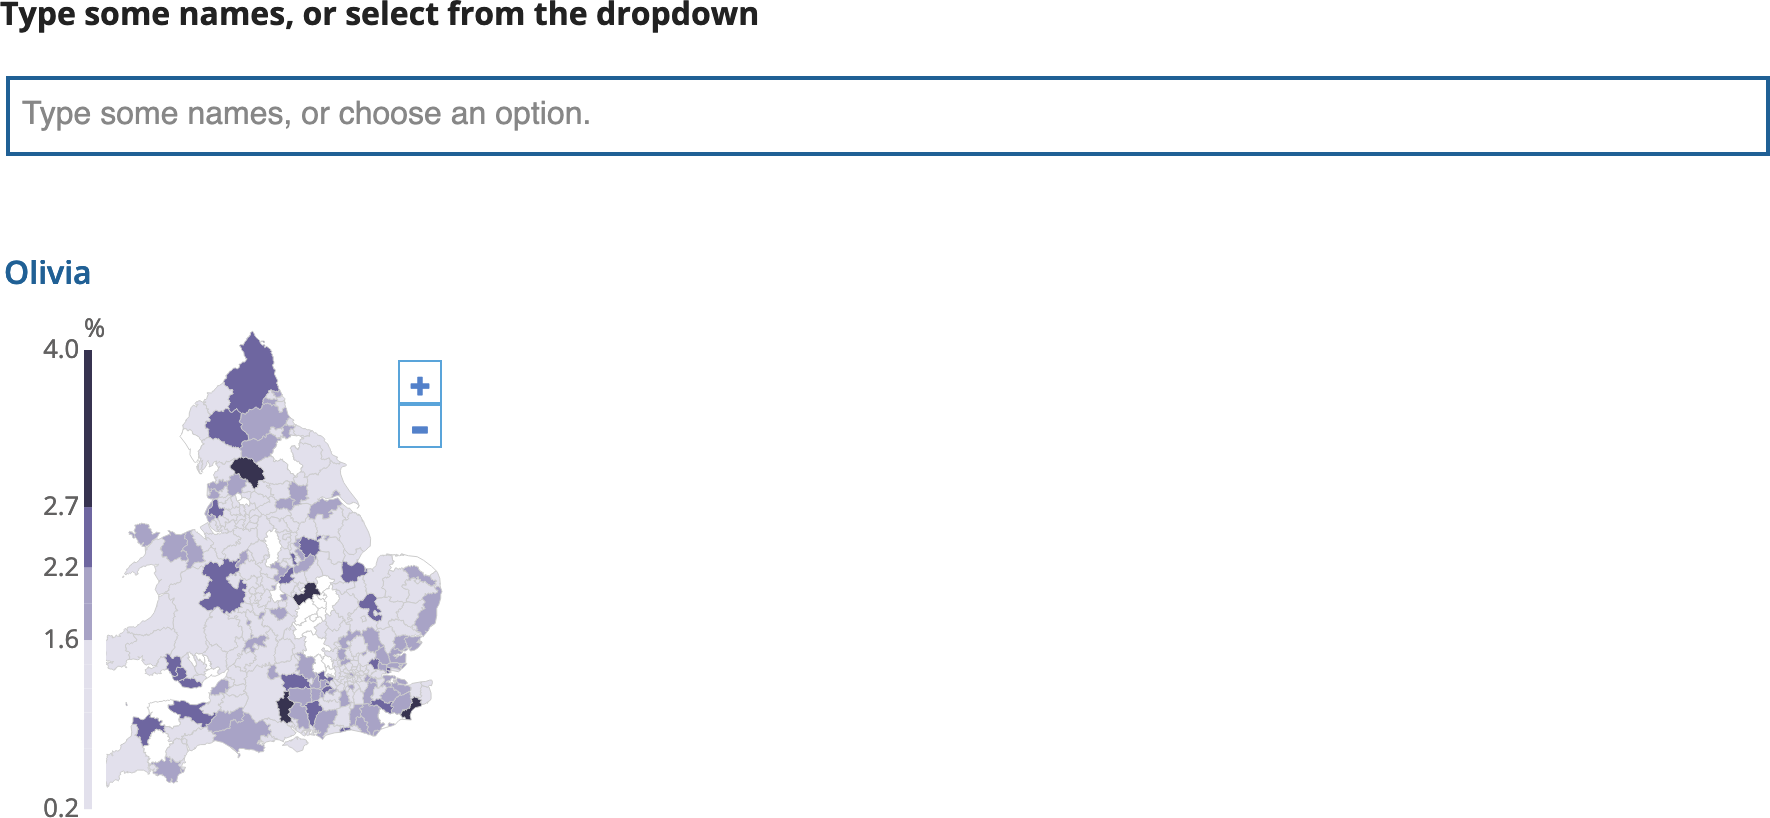 Type some names, or select from the dropdown
Type some names, or choose an option.
Olivia
%
4.0
2.7
2.2
1.6
0.2
+
-